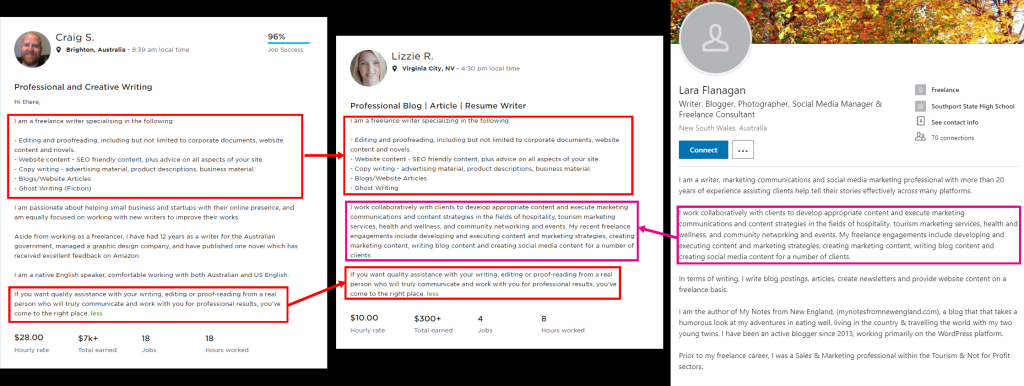 Craig S.
Brighton, Australia - 8:39 am local time
96%
Job Success
Professional and Creative Writing
Hi there,
I am a freelance writer specialising in the following:
- Editing and proofreading, including but not limited to corporate documents, website
content and novels.
- Website content - SEO friendly content, plus advice on all aspects of your site.
- Copy writing - advertising material, product descriptions, business material.
- Blogs/Website Articles
- Ghost Writing (Fiction)
I am passionate about helping small business and startups with their online presence, and
am equally focused on working with new writers to improve their works.
Aside from working as a freelancer, I have had 12 years as a writer for the Australian
government, managed a graphic design company, and have published one novel which has
received excellent feedback on Amazon.
I am a native English speaker, comfortable working with both Australian and US English.
If you want quality assistance with your writing, editing or proof-reading from a real
person who will truly communicate and work with you for professional results, you've
come to the right place. less
$28.00
Hourly rate
$7k+
Total earned
18
Jobs
18
Hours worked
Lizzie R.
Virginia City, NV - 4:30 pm local time
Professional Blog | Article | Resume Writer
I am a freelance writer specializing in the following:
- Editing and proofreading, including but not limited to corporate documents, website
content and novels.
- Website content - SEO friendly content, plus advice on all aspects of your site.
- Copy writing - advertising material, product descriptions, business material.
- Blogs/Website Articles
- Ghost Writing
I work collaboratively with clients to develop appropriate content and execute marketing
communications and content strategies in the fields of hospitality, tourism marketing
services, health and wellness, and community networking and events. My recent freelance
engagements include developing and executing content and marketing strategies, creating
marketing content, writing blog content and creating social media content for a number of
clients.
If you want quality assistance with your writing, editing or proof-reading from a real
person who will truly communicate and work with you for professional results, you've
come to the right place. less
$10.00
Hourly rate
$300+
Total earned
4
Jobs
8
Hours worked
Lara Flanagan
Writer, Blogger, Photographer, Social Media Manager &
Freelance Consultant
New South Wales, Australia
Connect
...
Freelance
Southport State High School
See contact info
70 connections
I am a writer, marketing communications and social media marketing professional with more than 20
years of experience assisting clients help tell their stories effectively across many platforms.
I work collaboratively with clients to develop appropriate content and execute marketing
communications and content strategies in the fields of hospitality, tourism marketing services, health and
wellness, and community networking and events. My freelance engagements include developing and
executing content and marketing strategies, creating marketing content, writing blog content and
creating social media content for a number of clients.
In terms of writing, I write blog postings, articles, create newsletters and provide website content on a
freelance basis.
I am the author of My Notes from New England, (mynotesfromnewengland.com), a blog that that takes a
humorous look at my adventures in eating well, living in the country & travelling the world with my two
young twins. I have been an active blogger since 2013, working primarily on the WordPress platform.
Prior to my freelance career, I was a Sales & Marketing professional within the Tourism & Not for Profit
sectors.